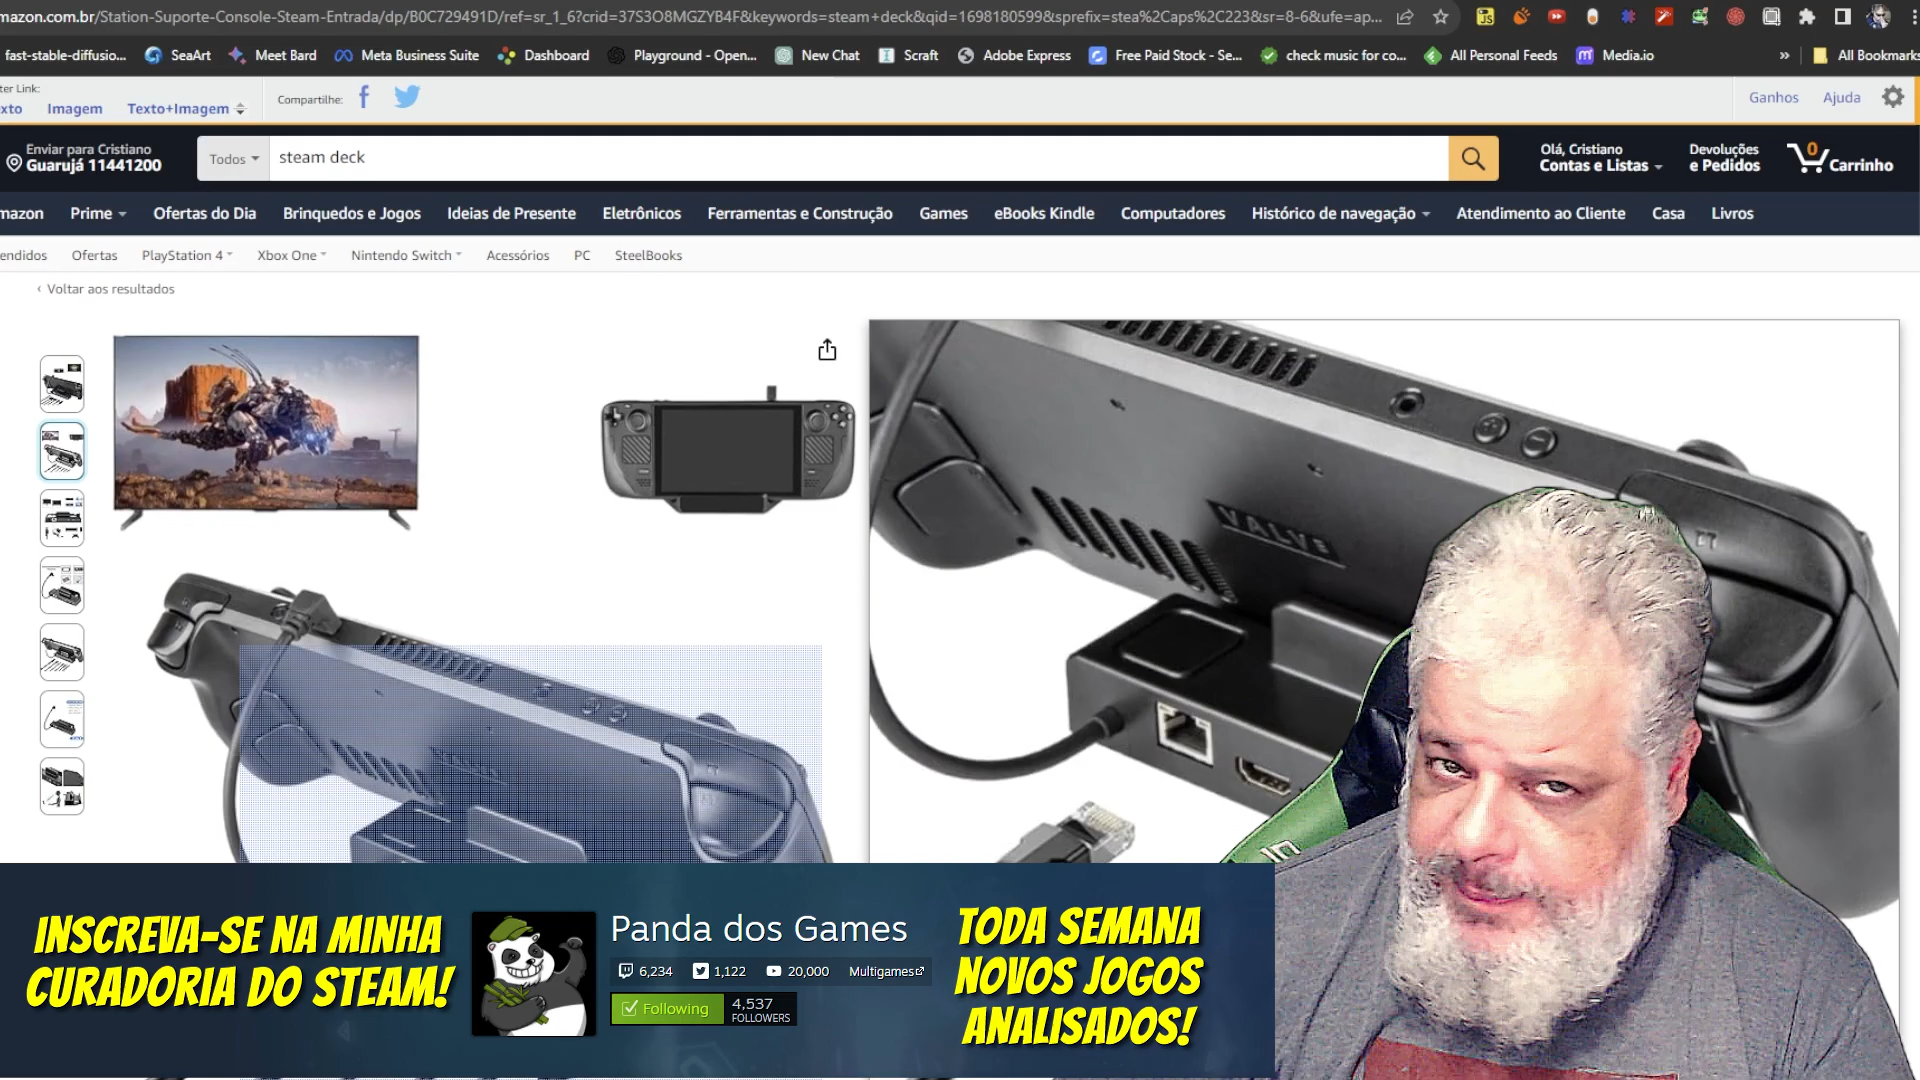 mazon.com.br/Station-Suporte-Console-Steam-Entrada/dp/B0C729491D/ref=sr_1_6?crid=37S3O8MGZYB4F&keywords=steam+deck&qid=1698180599&sprefix=stea%2Caps%2C223&sr=8-6&ufe=ap...
fast-stable-diffusio... SeaArt Meet Bard Meta Business Suite Dashboard Playground - Open... New Chat Scraft Adobe Express Free Paid Stock - Se... check music for co... All Personal Feeds Media.io » All Bookmarks
ter Link:
xto Imagem Texto+Imagem Compartilhe: Ganhos Ajuda
Enviar para Cristiano
Guarujá 11441200
Todos steam deck
Olá, Cristiano
Contas e Listas
Devoluções
e Pedidos
0
Carrinho
mazon Prime Ofertas do Dia Brinquedos e Jogos Ideias de Presente Eletrônicos Ferramentas e Construção Games eBooks Kindle Computadores Histórico de navegação Atendimento ao Cliente Casa Livros
endidos Ofertas PlayStation 4 Xbox One Nintendo Switch Acessórios PC SteelBooks
‹ Voltar aos resultados
VALVE
INSCREVA-SE NA MINHA
CURADORIA DO STEAM!
Panda dos Games
6,234 1,122 20,000 Multigames
Following 4,537
FOLLOWERS
TODA SEMANA
NOVOS JOGOS
ANALISADOS!